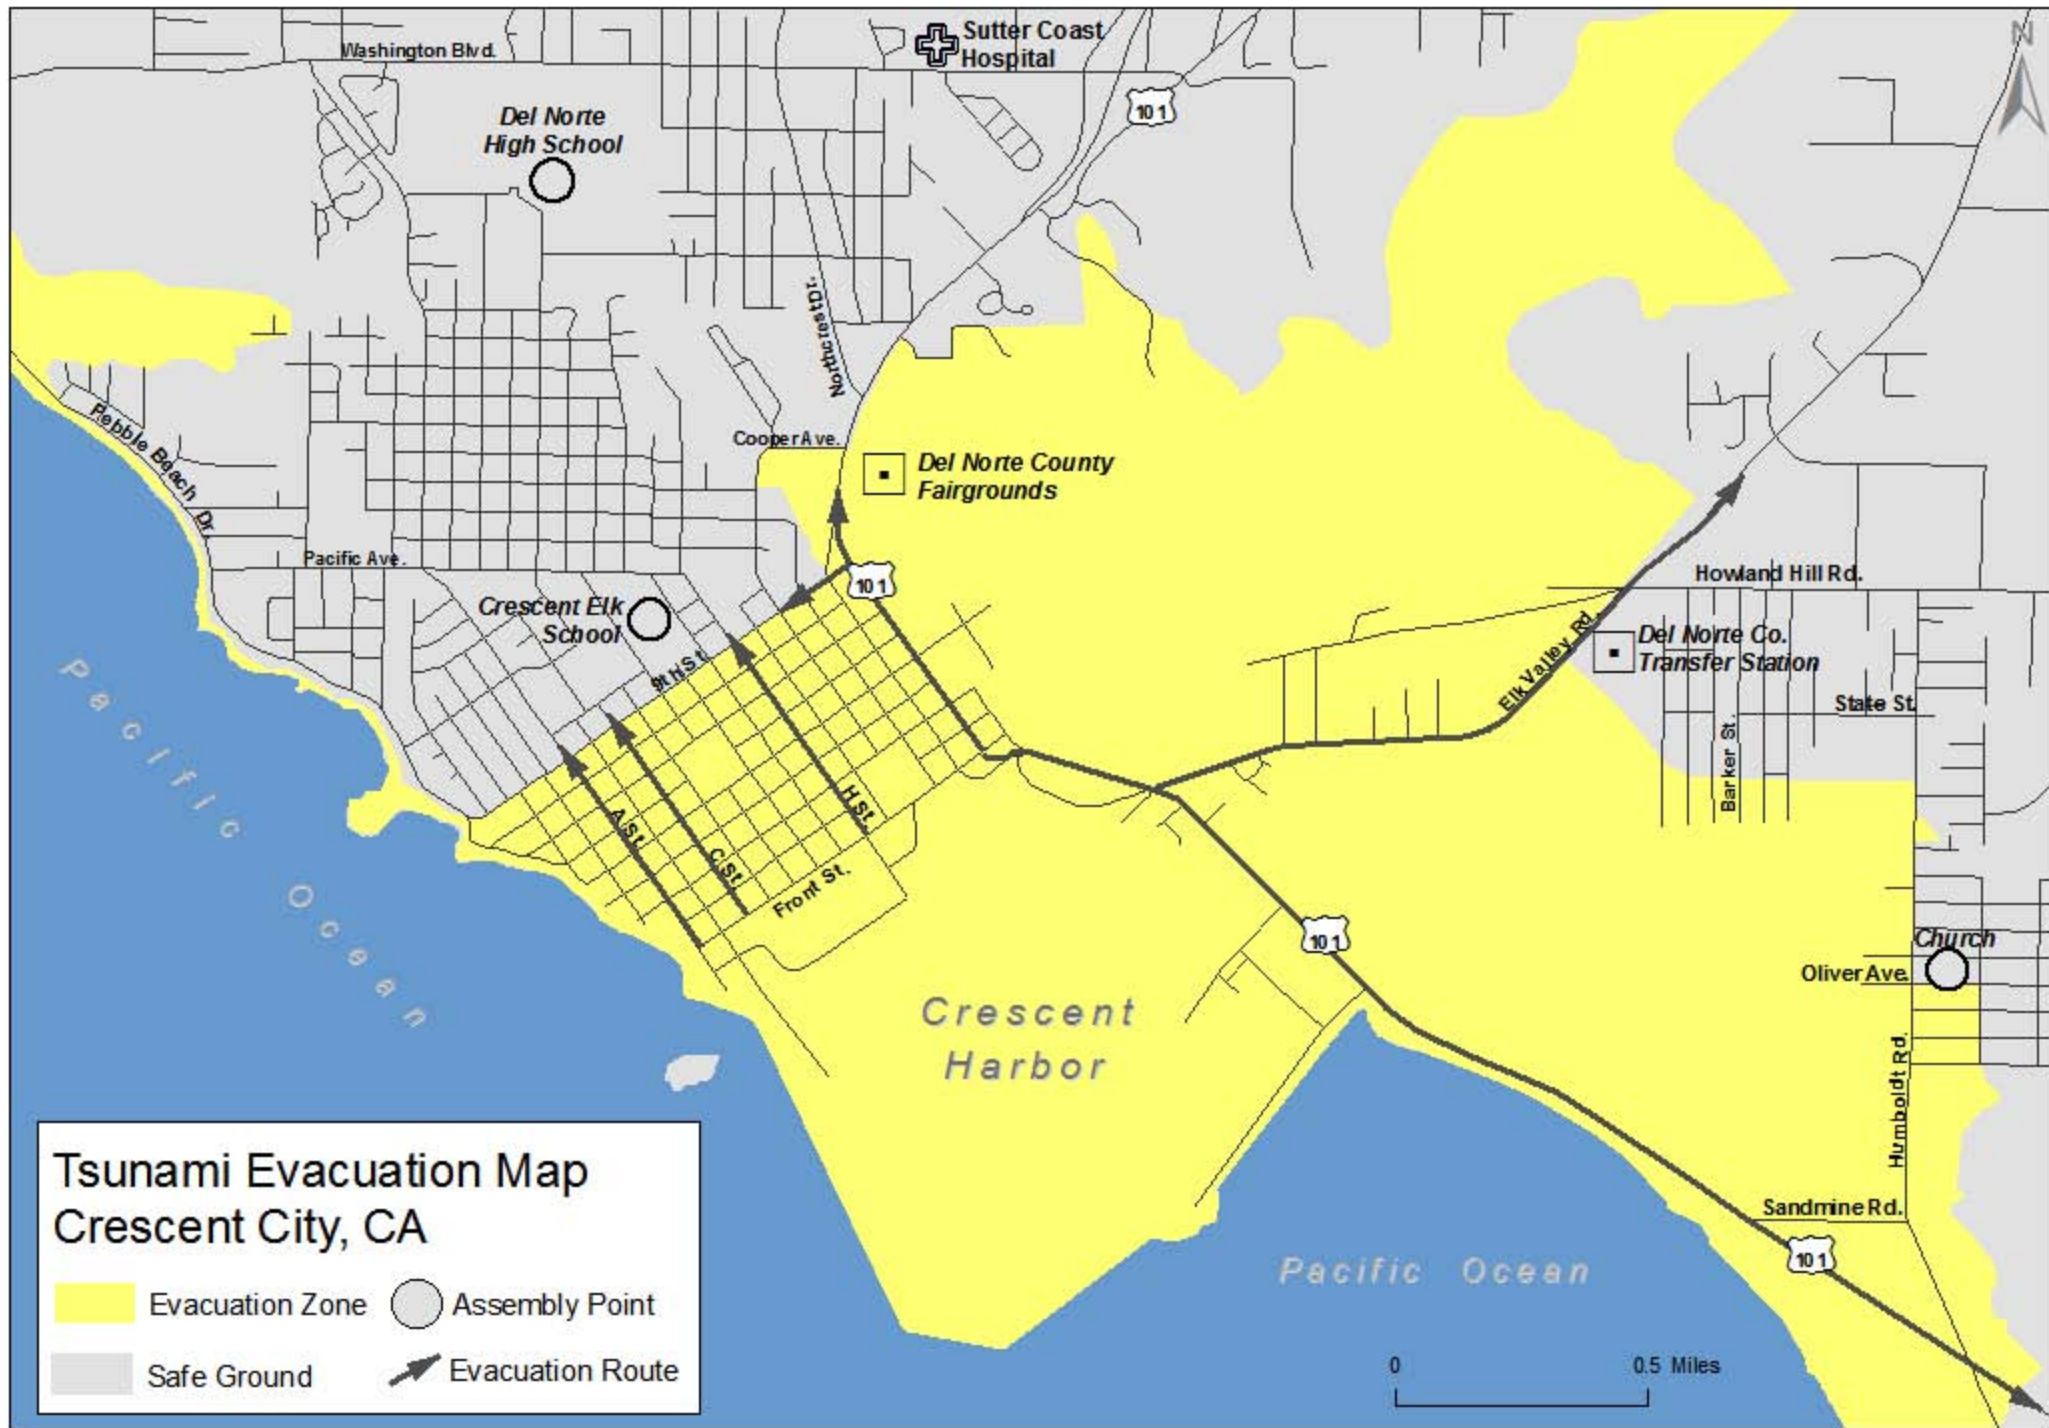 N
Sutter Coast
Hospital
Washington Blvd.
101
Del Norte
High School
Northcrest Dr.
Pebble Beach Dr.
Cooper Ave.
Del Norte County
Fairgrounds
Pacific Ave.
101
Howland Hill Rd.
Crescent Elk
School
Del Norte Co.
Transfer Station
9tH St.
Elk Valley Rd.
State St.
Barker St.
Pacific Ocean
A St.
C St.
H St.
Front St.
101
Church
Oliver Ave.
Crescent
Harbor
Humboldt Rd.
Sandmine Rd.
101
Pacific Ocean
Tsunami Evacuation Map
Crescent City, CA
Evacuation Zone
Assembly Point
Safe Ground
Evacuation Route
0 0.5 Miles